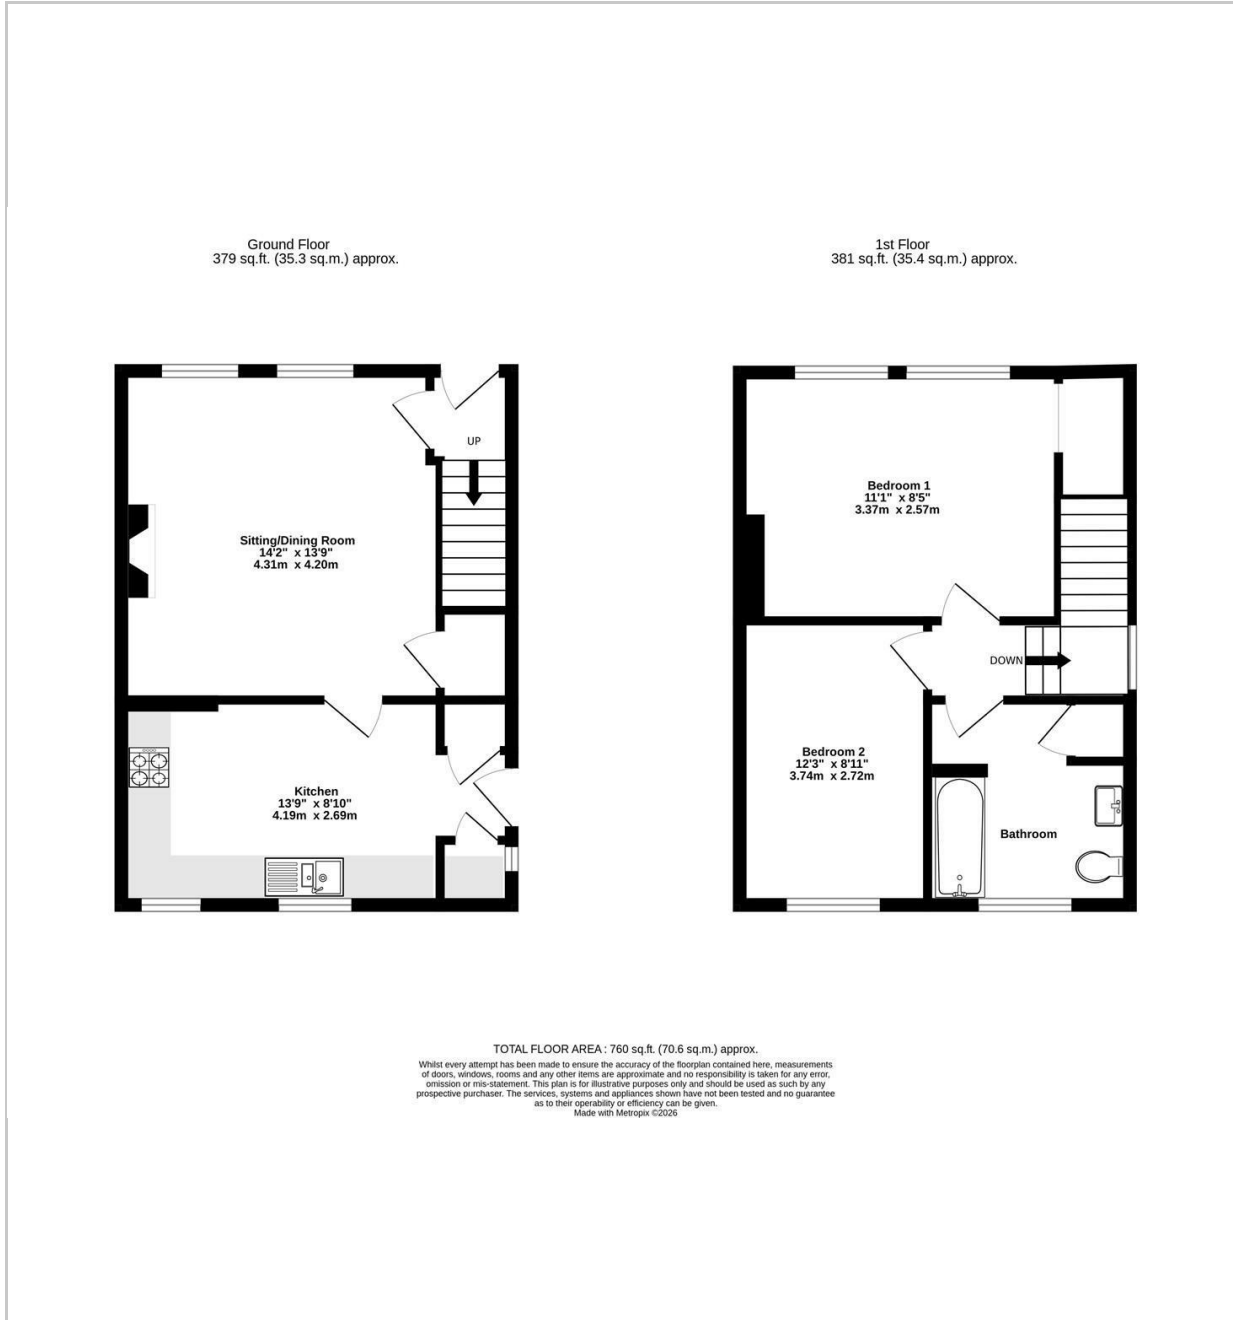 Ground Floor
379 sq.ft. (35.3 sq.m.) approx.
1st Floor
381 sq.ft. (35.4 sq.m.) approx.
UP
Sitting/Dining Room
14'2" x 13'9"
4.31m x 4.20m
Kitchen
13'9" x 8'10"
4.19m x 2.69m
Bedroom 1
11'1" x 8'5"
3.37m x 2.57m
DOWN
Bedroom 2
12'3" x 8'11"
3.74m x 2.72m
Bathroom
TOTAL FLOOR AREA : 760 sq.ft. (70.6 sq.m.) approx.
Whilst every attempt has been made to ensure the accuracy of the floorplan contained here, measurements
of doors, windows, rooms and any other items are approximate and no responsibility is taken for any error,
omission or mis-statement. This plan is for illustrative purposes only and should be used as such by any
prospective purchaser. The services, systems and appliances shown have not been tested and no guarantee
as to their operability or efficiency can be given.
Made with Metropix ©2026